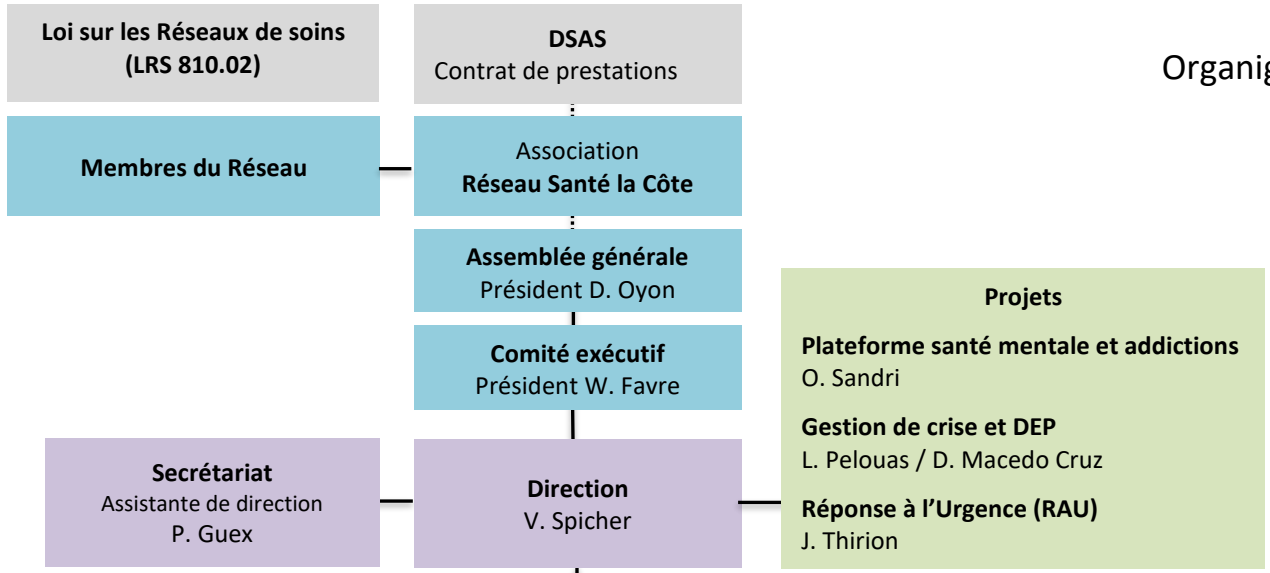 Loi sur les Réseaux de soins
(LRS 810.02)
DSAS
Contrat de prestations
Organig
Membres du Réseau
Association
Réseau Santé la Côte
Assemblée générale
Président D. Oyon
Comité exécutif
Président W. Favre
Secrétariat
Assistante de direction
P. Guex
Direction
V. Spicher
Projets
Plateforme santé mentale et addictions
O. Sandri
Gestion de crise et DEP
L. Pelouas / D. Macedo Cruz
Réponse à l’Urgence (RAU)
J. Thirion